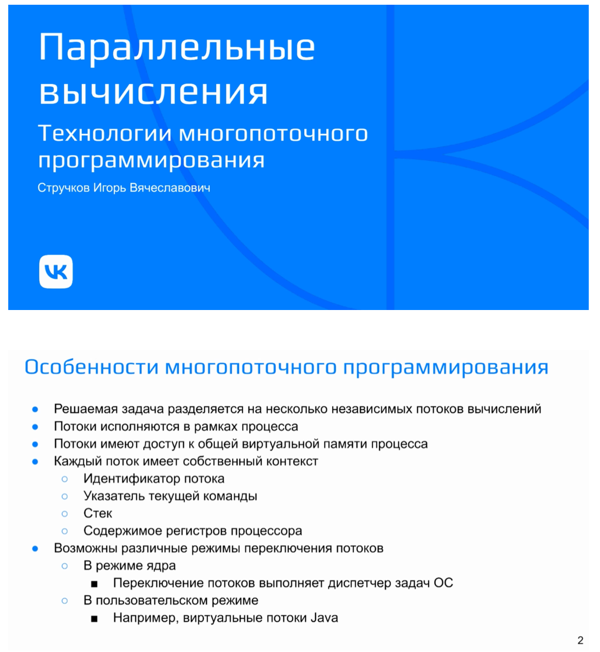 Параллельные
вычисления
Технологии многопоточного
программирования
Стручков Игорь Вячеславович
VK
Особенности многопоточного программирования
● Решаемая задача разделяется на несколько независимых потоков вычислений
● Потоки исполняются в рамках процесса
● Потоки имеют доступ к общей виртуальной памяти процесса
● Каждый поток имеет собственный контекст
○ Идентификатор потока
○ Указатель текущей команды
○ Стек
○ Содержимое регистров процессора
● Возможны различные режимы переключения потоков
○ В режиме ядра
■ Переключение потоков выполняет диспетчер задач ОС
○ В пользовательском режиме
■ Например, виртуальные потоки Java
2